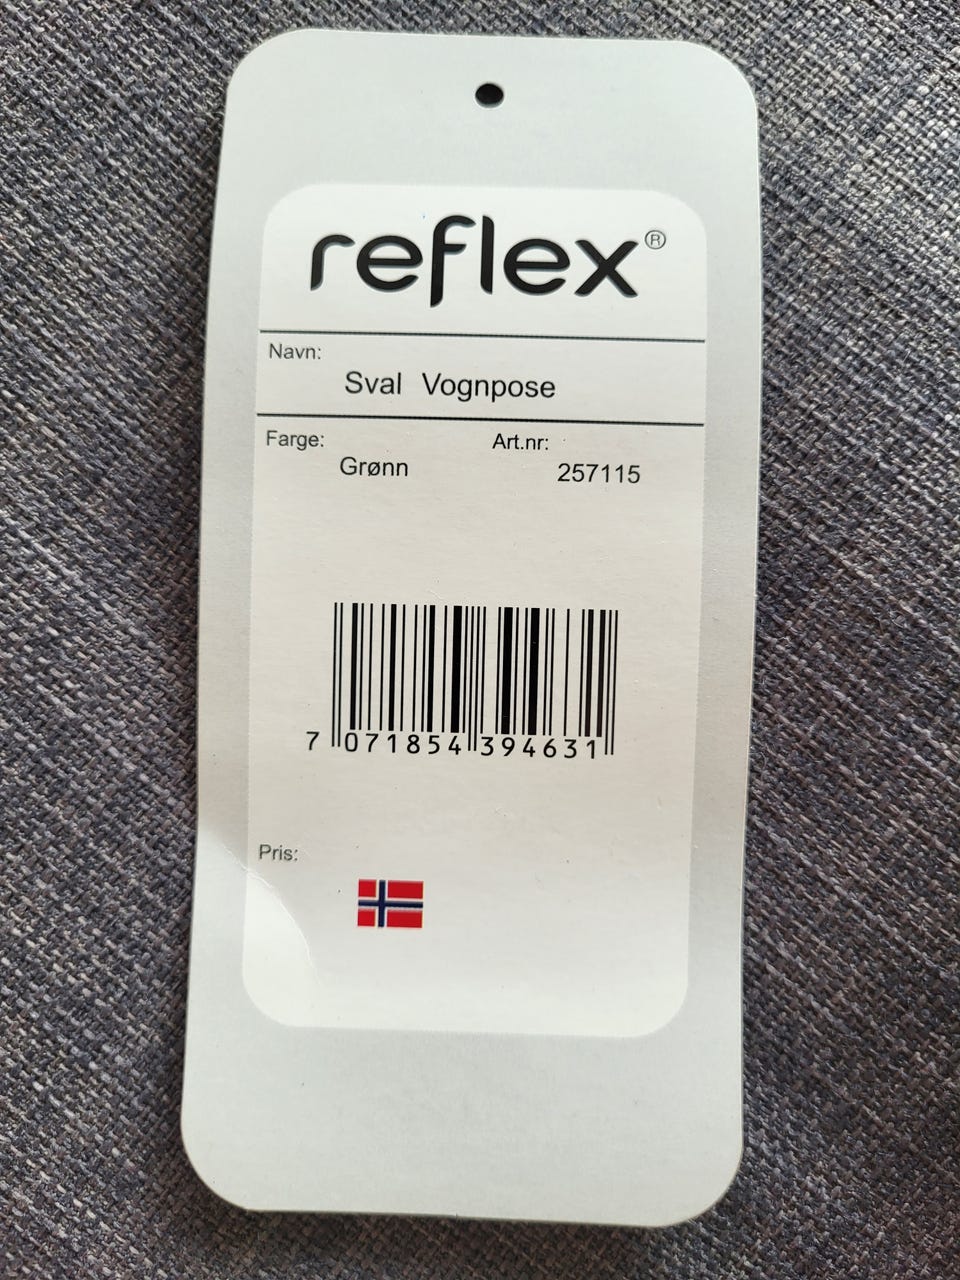 reflex®
Navn:
Sval Vognpose
Farge: Art.nr:
Grønn 257115
7 071854 394631
Pris: